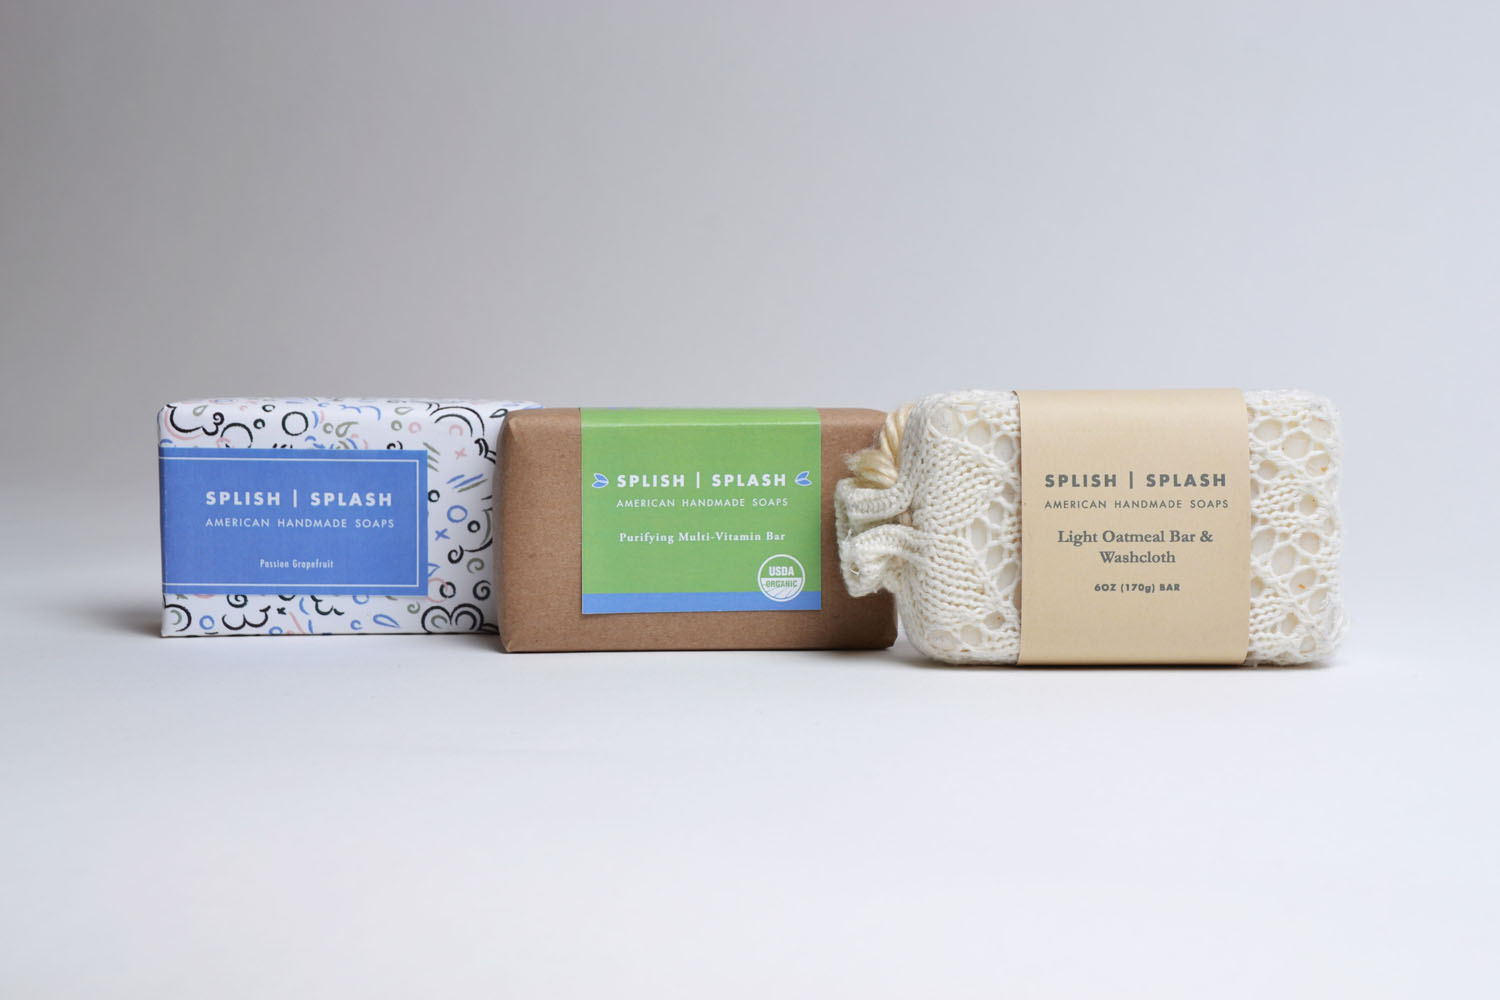 SPLISH | SPLASH
AMERICAN HANDMADE SOAPS
Passion Grapefruit
SPLISH | SPLASH
AMERICAN HANDMADE SOAPS
Purifying Multi-Vitamin Bar
USDA
ORGANIC
SPLISH | SPLASH
AMERICAN HANDMADE SOAPS
Light Oatmeal Bar &
Washcloth
6OZ (170g) BAR